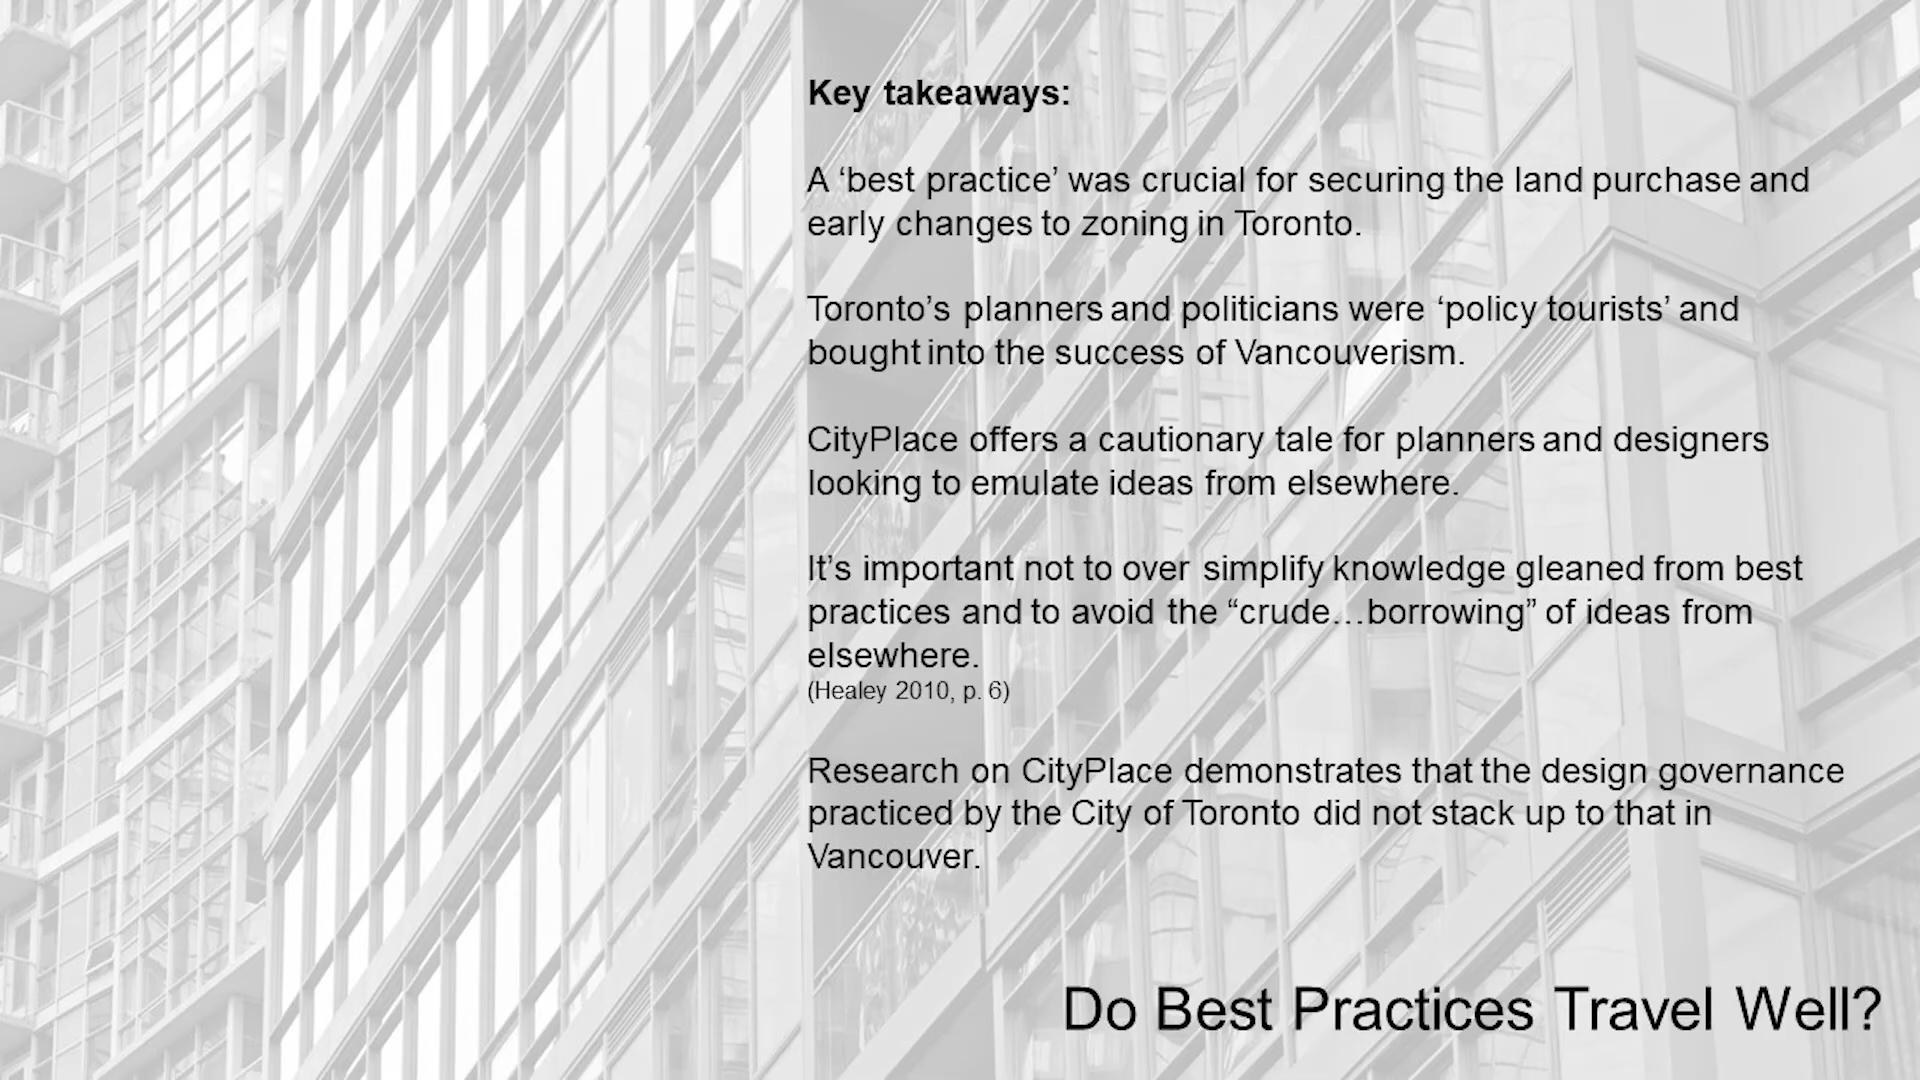 Key takeaways:
A ‘best practice’ was crucial for securing the land purchase and
early changes to zoning in Toronto.
Toronto’s planners and politicians were ‘policy tourists’ and
bought into the success of Vancouverism.
CityPlace offers a cautionary tale for planners and designers
looking to emulate ideas from elsewhere.
It’s important not to over simplify knowledge gleaned from best
practices and to avoid the “crude…borrowing” of ideas from
elsewhere.
(Healey 2010, p. 6)
Research on CityPlace demonstrates that the design governance
practiced by the City of Toronto did not stack up to that in
Vancouver.
Do Best Practices Travel Well?